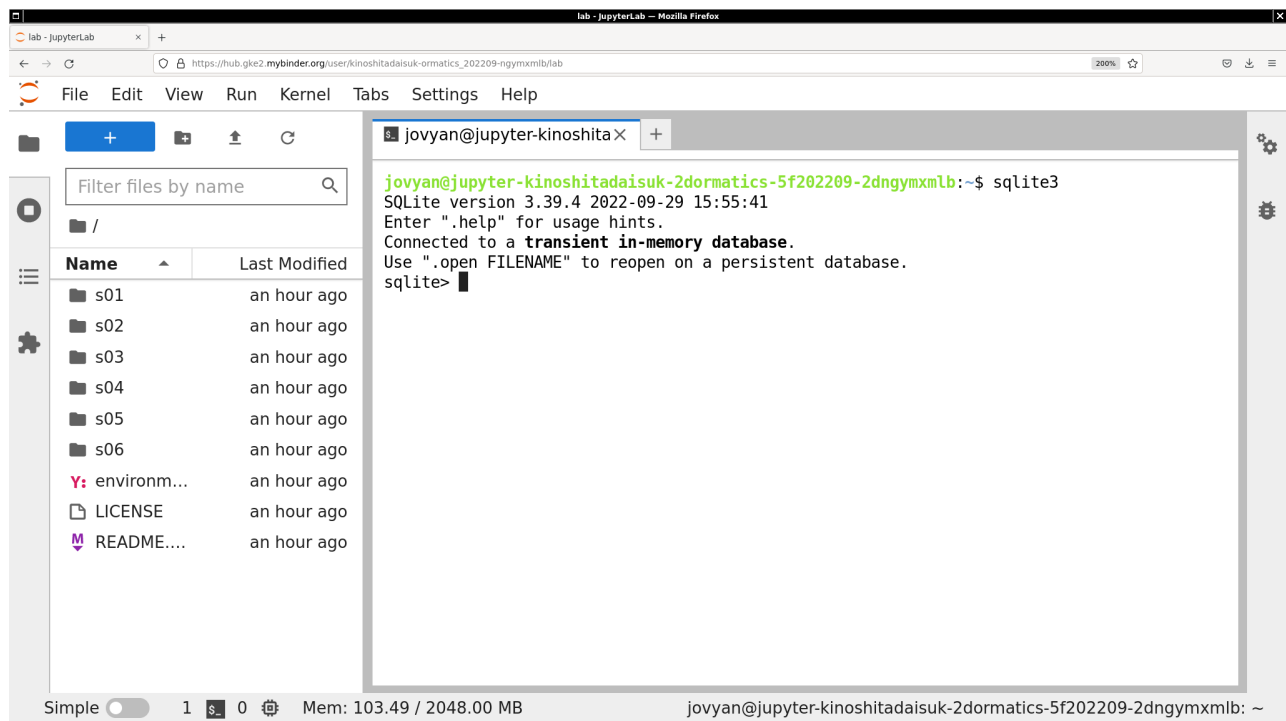 lab - JupyterLab — Mozilla Firefox
lab - JupyterLab
https://hub.gke2.mybinder.org/user/kinoshitadaisuk-ormatics_202209-ngymxmlb/lab
200%
File Edit View Run Kernel Tabs Settings Help
+
jovyan@jupyter-kinoshita
Filter files by name
/
Name Last Modified
s01 an hour ago
s02 an hour ago
s03 an hour ago
s04 an hour ago
s05 an hour ago
s06 an hour ago
Y: environm... an hour ago
LICENSE an hour ago
M README.... an hour ago
jovyan@jupyter-kinoshitadaisuk-2dormatics-5f202209-2dngymxmlb:~$ sqlite3
SQLite version 3.39.4 2022-09-29 15:55:41
Enter ".help" for usage hints.
Connected to a transient in-memory database.
Use ".open FILENAME" to reopen on a persistent database.
sqlite>
Simple 1 $_ 0 Mem: 103.49 / 2048.00 MB jovyan@jupyter-kinoshitadaisuk-2dormatics-5f202209-2dngymxmlb: ~